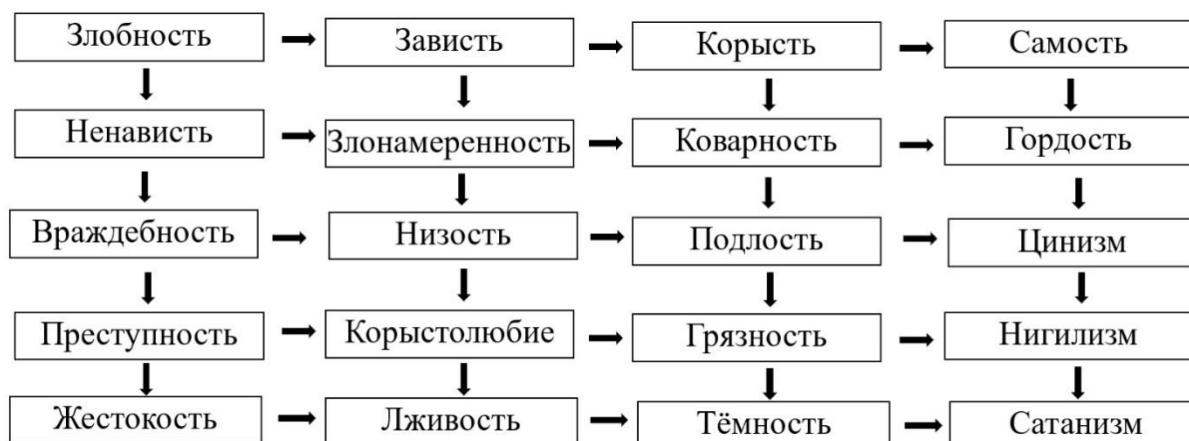 Злобность
Зависть
Корысть
Самость
Ненависть
Злонамеренность
Коварность
Гордость
Враждебность
Низость
Подлость
Цинизм
Преступность
Корыстолюбие
Грязность
Нигилизм
Жестокость
Лживость
Тёмность
Сатанизм